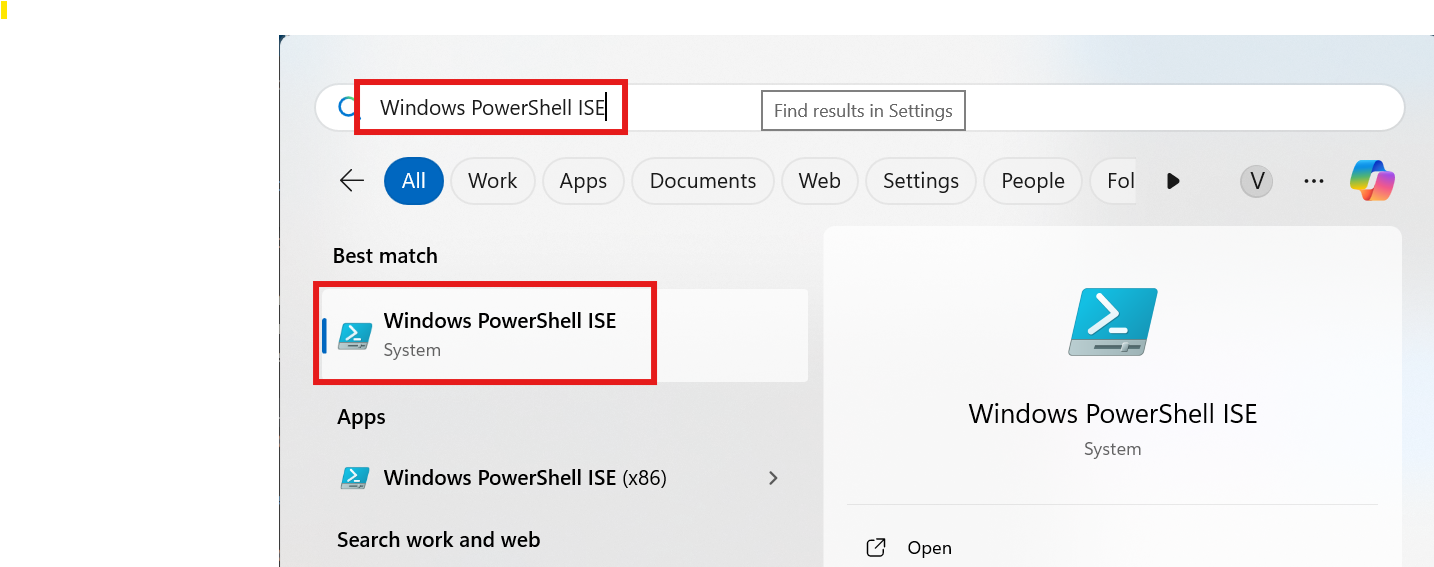 Windows PowerShell ISE
Find results in Settings
All Work Apps Documents Web Settings People Fol V
Best match
Windows PowerShell ISE
System
Apps
Windows PowerShell ISE (x86)
Search work and web
Windows PowerShell ISE
System
Open